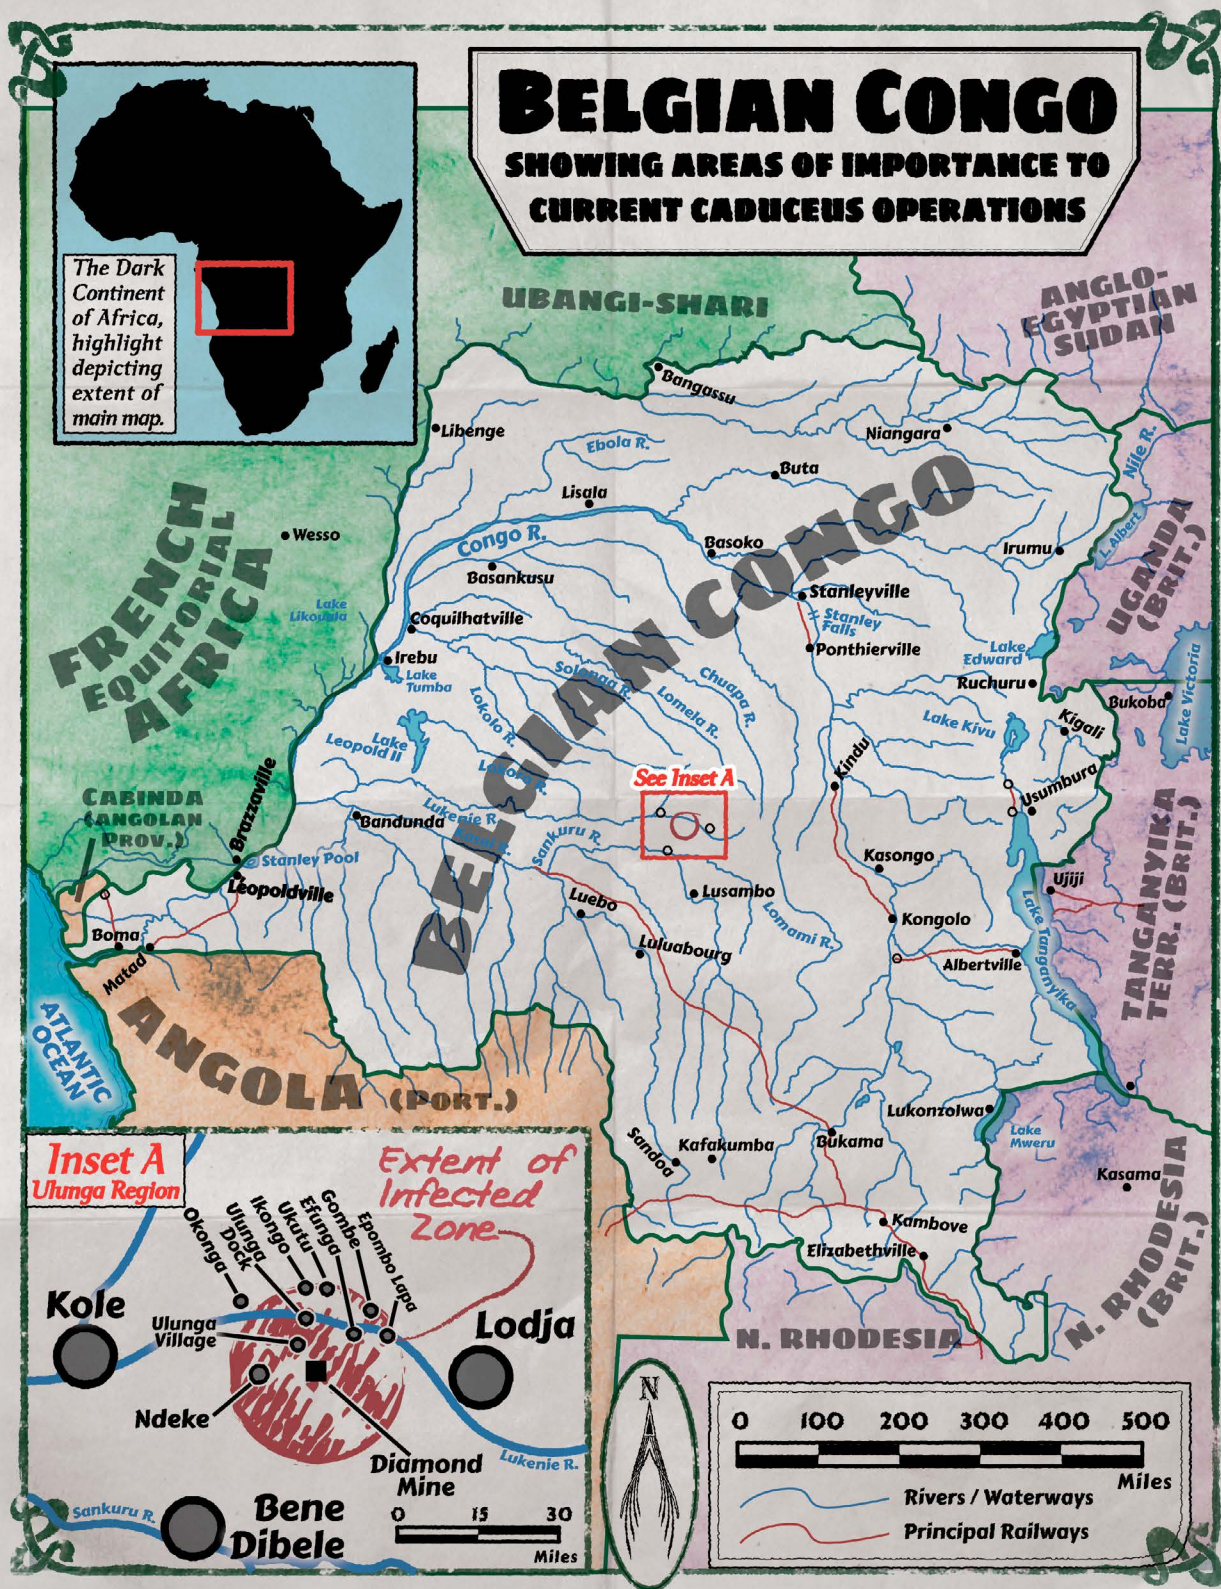 BELGIAN CONGO
SHOWING AREAS OF IMPORTANCE TO
CURRENT CADUCEUS OPERATIONS
The Dark
Continent
of Africa,
highlight
depicting
extent of
main map.
UBANGI-SHARI
ANGLO-
EGYPTIAN
SUDAN
Bangassu
Libenge
Ebola R.
Niangara
Nile R.
Buta
Lisala
FRENCH
EQUITORIAL
AFRICA
Wesso
Congo R.
Basoko
Irumu
L. Albert
UGANDA
(BRIT.)
Basankusu
Stanleyville
Lake
Likouala
Coquilhatville
Stanley
Falls
Ponthierville
Lake
Edward
Irebu
Lake
Tumba
BELGIAN CONGO
Solonga R.
Chuapa R.
Ruchuru
Bukoba
Lake Victoria
Lokolo R.
Lomela R.
Lake Kivu
Kigali
Lake
Leopold II
Lokoro R.
See Inset A
Kindu
Usumbura
CABINDA
(ANGOLAN
PROV.)
Brazzaville
Bandundu
Lukenie R.
Sankuru R.
TANGANYIKA
TERR. (BRIT.)
Stanley Pool
Leopoldville
Kasongo
Ujiji
Luebo
Lusambo
Lomami R.
Kongolo
Boma
Matad
Luluabourg
Albertville
Lake Tanganyika
ATLANTIC
OCEAN
ANGOLA (PORT.)
Lukonzolwa
Lake
Mweru
Bukama
Sandoa
Kafakumba
Kasama
Kambove
Elizabethville
N. RHODESIA
(BRIT.)
N. RHODESIA
Inset A
Ulunga Region
Extent of
Infected
Zone
Okonga
Ulunga
Dock
Ikongo
Ukutu
Efunga
Gombe
Epombo Lapa
Kole
Ulunga
Village
Lodja
Ndeke
Diamond
Mine
Lukenie R.
Sankuru R.
Bene
Dibele
0 15 30
Miles
N
0 100 200 300 400 500
Miles
Rivers / Waterways
Principal Railways